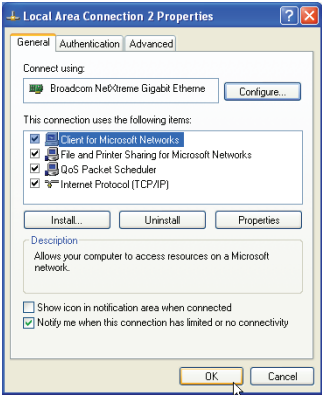 Local Area Connection 2 Properties
General Authentication Advanced
Connect using:
Broadcom NetXtreme Gigabit Etherne
Configure...
This connection uses the following items:
Client for Microsoft Networks
File and Printer Sharing for Microsoft Networks
QoS Packet Scheduler
Internet Protocol (TCP/IP)
Install... Uninstall Properties
Description
Allows your computer to access resources on a Microsoft
network.
Show icon in notification area when connected
Notify me when this connection has limited or no connectivity
OK Cancel